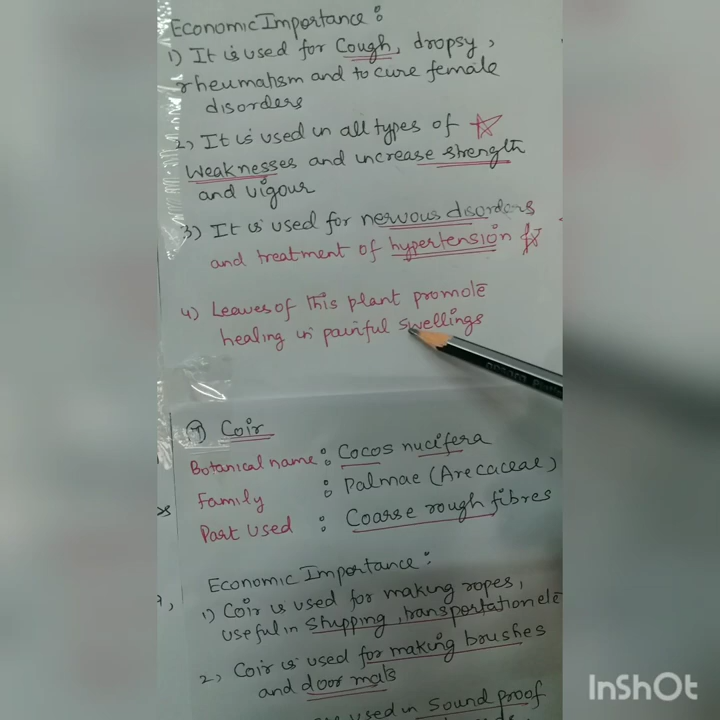 Economic Importance :
1) It is used for Cough, dropsy,
rheumatism and to cure female
disorders
2) It is used in all types of
Weaknesses and increase strength
and vigour
3) It is used for nervous disorders
and treatment of hypertension
4) Leaves of this plant promote
healing in painful swellings
9) Coir
Botanical name : Cocos nucifera
Family : Palmae (Arecaceae)
Part Used : Coarse rough fibres
Economic Importance :
1) Coir is used for making ropes,
useful in shipping, transportation etc
2) Coir is used for making brushes
and door mats
used in sound proof
InShOt